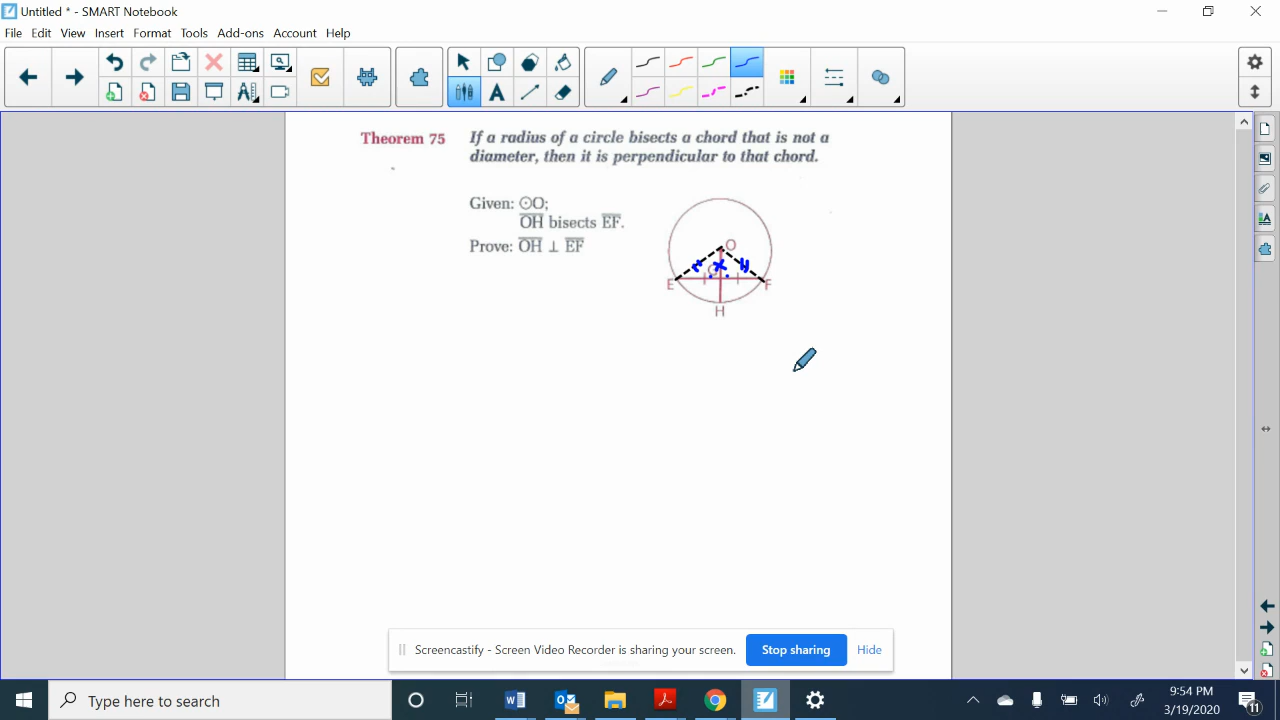 Untitled * - SMART Notebook
File Edit View Insert Format Tools Add-ons Account Help
Theorem 75 If a radius of a circle bisects a chord that is not a
diameter, then it is perpendicular to that chord.
Given: ⊙O;
OH bisects EF.
Prove: OH ⊥ EF
O
G
E F
H
Screencastify - Screen Video Recorder is sharing your screen. Stop sharing Hide
Type here to search
9:54 PM
3/19/2020
11